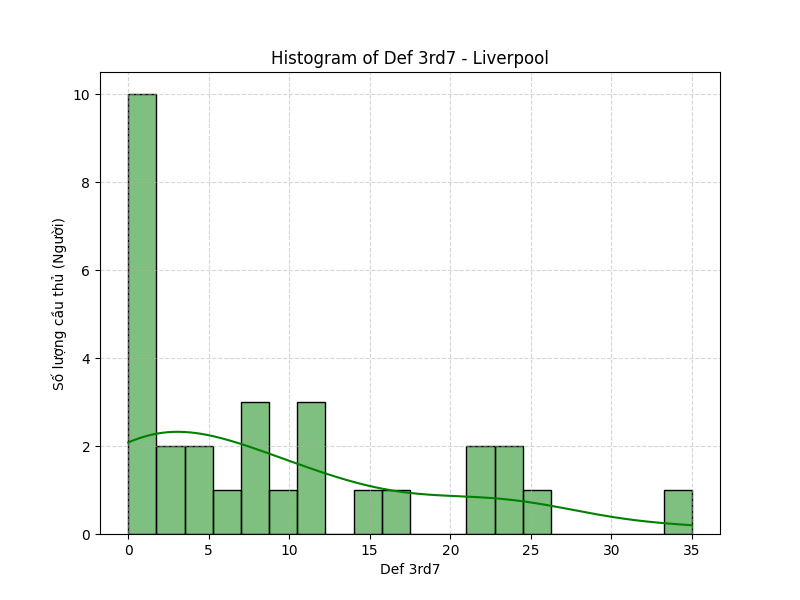 Histogram of Def 3rd7 - Liverpool
Số lượng cầu thủ (Người)
10
8
6
4
2
0
0 5 10 15 20 25 30 35
Def 3rd7